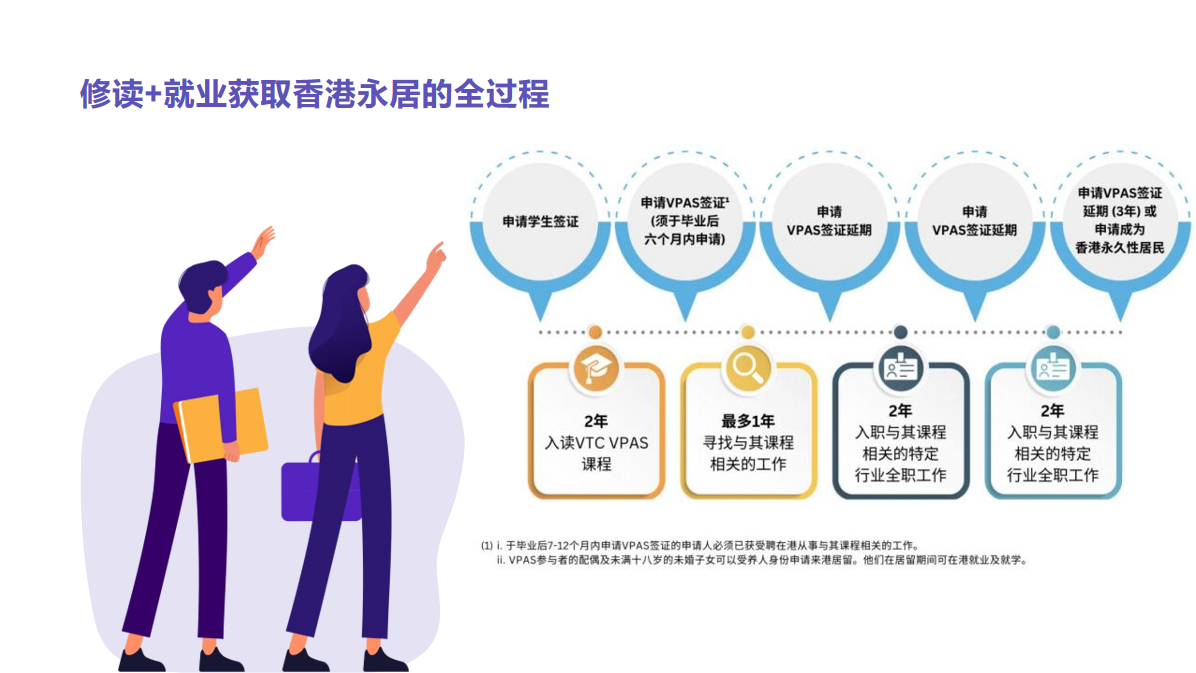 修读+就业获取香港永居的全过程
申请学生签证
申请VPAS签证¹
(须于毕业后
六个月内申请)
申请
VPAS签证延期
申请
VPAS签证延期
申请VPAS签证
延期 (3年) 或
申请成为
香港永久性居民
2年
入读VTC VPAS
课程
最多1年
寻找与其课程
相关的工作
2年
入职与其课程
相关的特定
行业全职工作
2年
入职与其课程
相关的特定
行业全职工作
(1) i. 于毕业后7-12个月内申请VPAS签证的申请人必须已获受聘在港从事与其课程相关的工作。
ii. VPAS参与者的配偶及未满十八岁的未婚子女可以受养人身份申请来港居留。他们在居留期间可在港就业及就学。